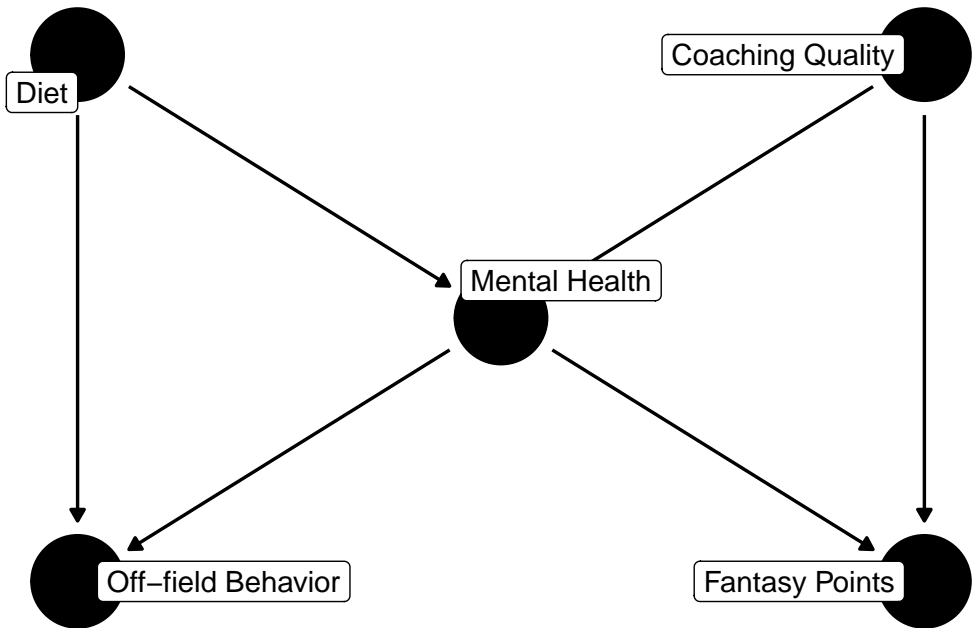 Coaching Quality
Diet
Mental Health
Off−field Behavior
Fantasy Points